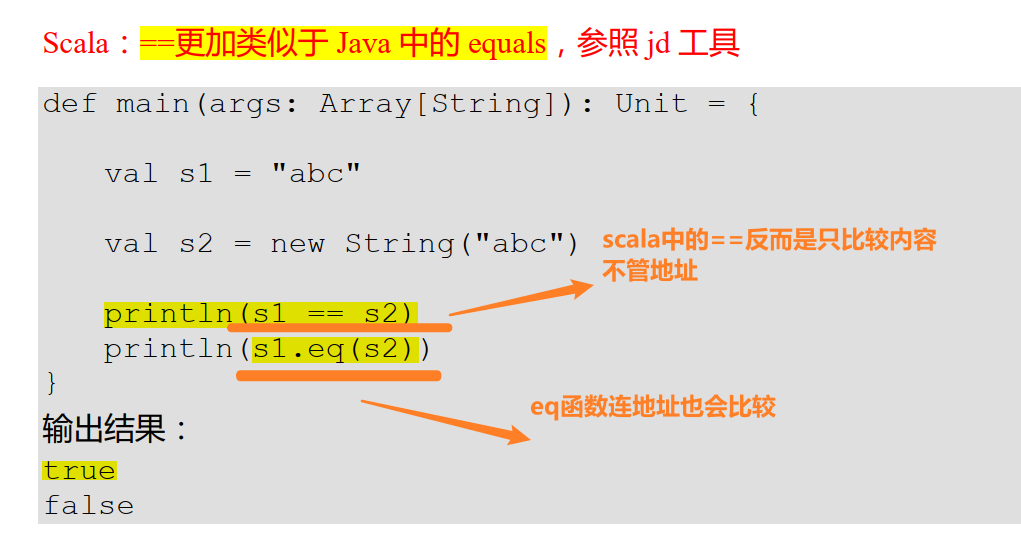 Scala：==更加类似于 Java 中的 equals，参照 jd 工具
def main(args: Array[String]): Unit = {
val s1 = "abc"
val s2 = new String("abc")
scala中的==反而是只比较内容
不管地址
println(s1 == s2)
println(s1.eq(s2))
}
eq函数连地址也会比较
输出结果：
true
false